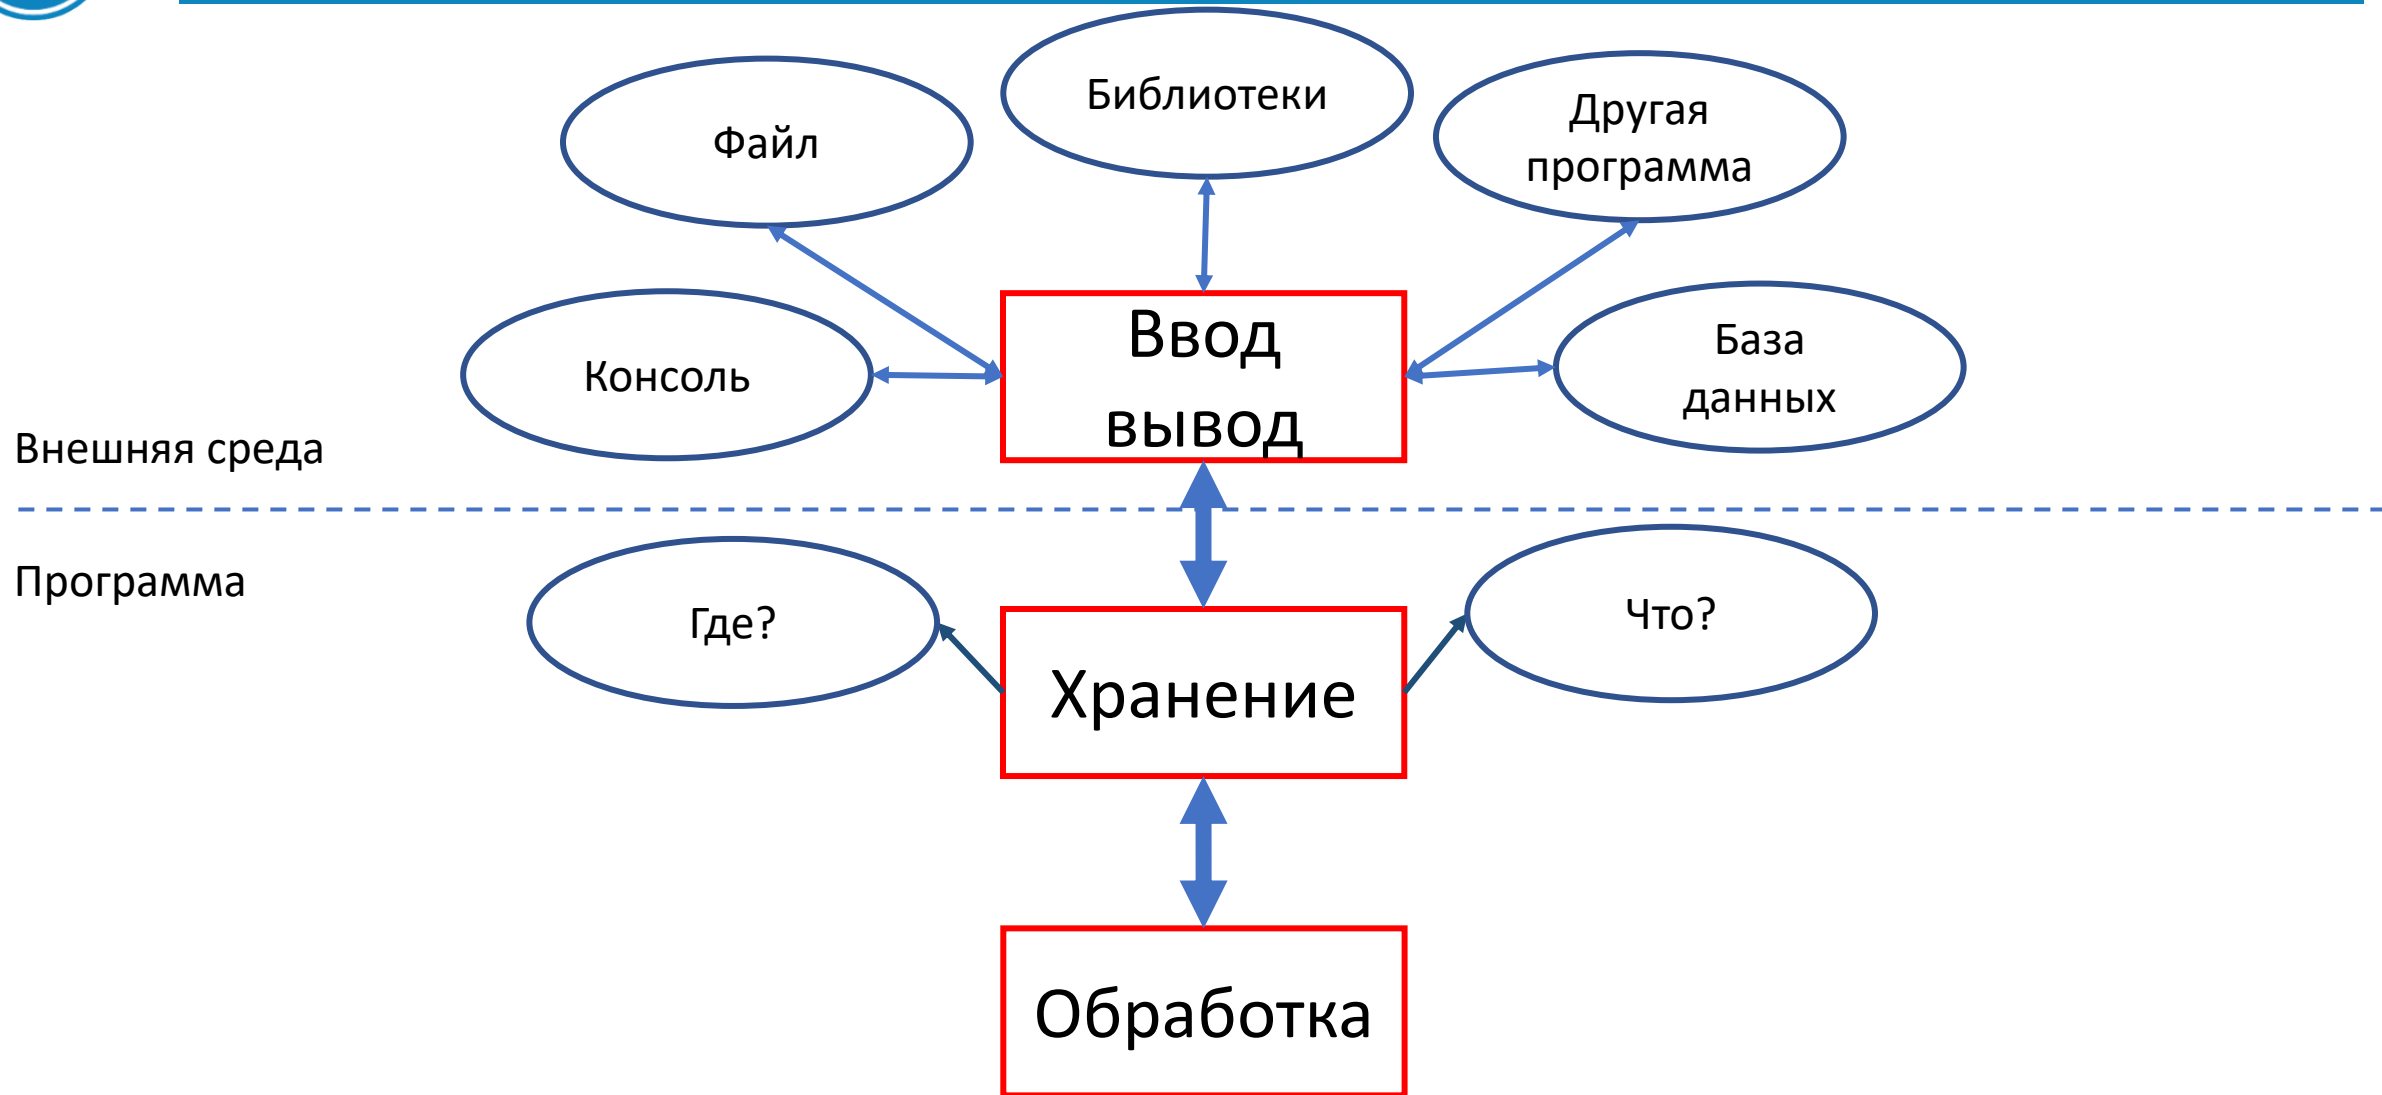 Библиотеки
Другая
программа
Файл
Ввод
вывод
База
данных
Консоль
Внешняя среда
Программа
Где?
Что?
Хранение
Обработка